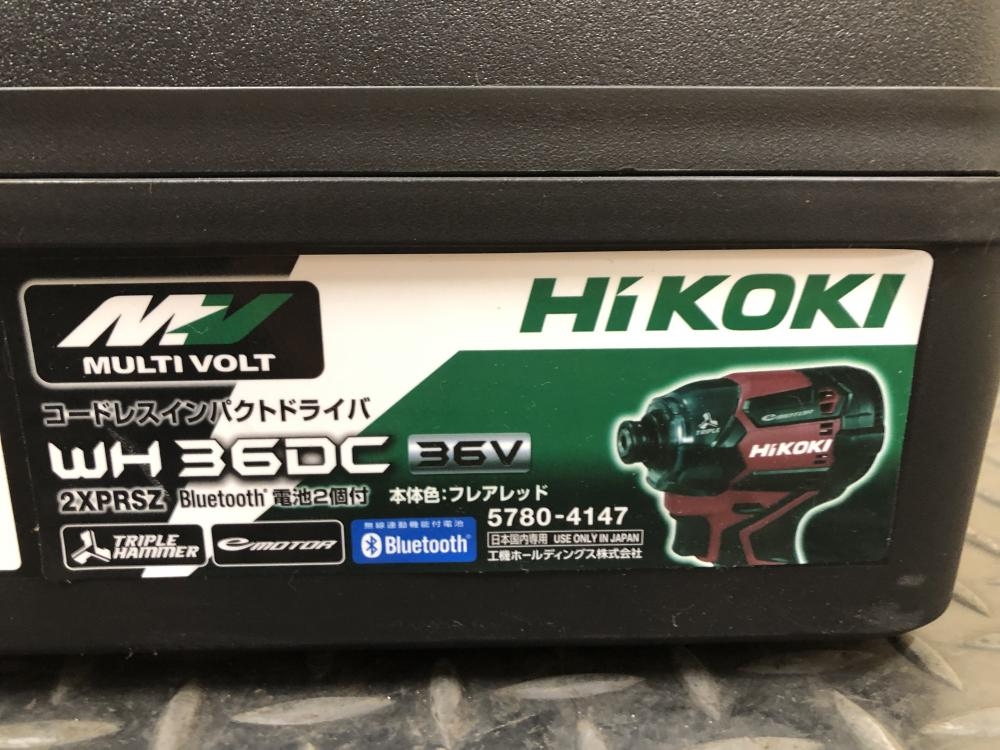 MV
MULTI VOLT
HiKOKI
コードレスインパクトドライバ
WH 36DC 36V
2XPRSZ Bluetooth® 電池2個付 本体色:フレアレッド
5780-4147
TRIPLE HAMMER
e MOTOR
無線連動機能付電池
Bluetooth®
日本国内専用 USE ONLY IN JAPAN
工機ホールディングス株式会社
e MOTOR
TRIPLE
HiKOKI